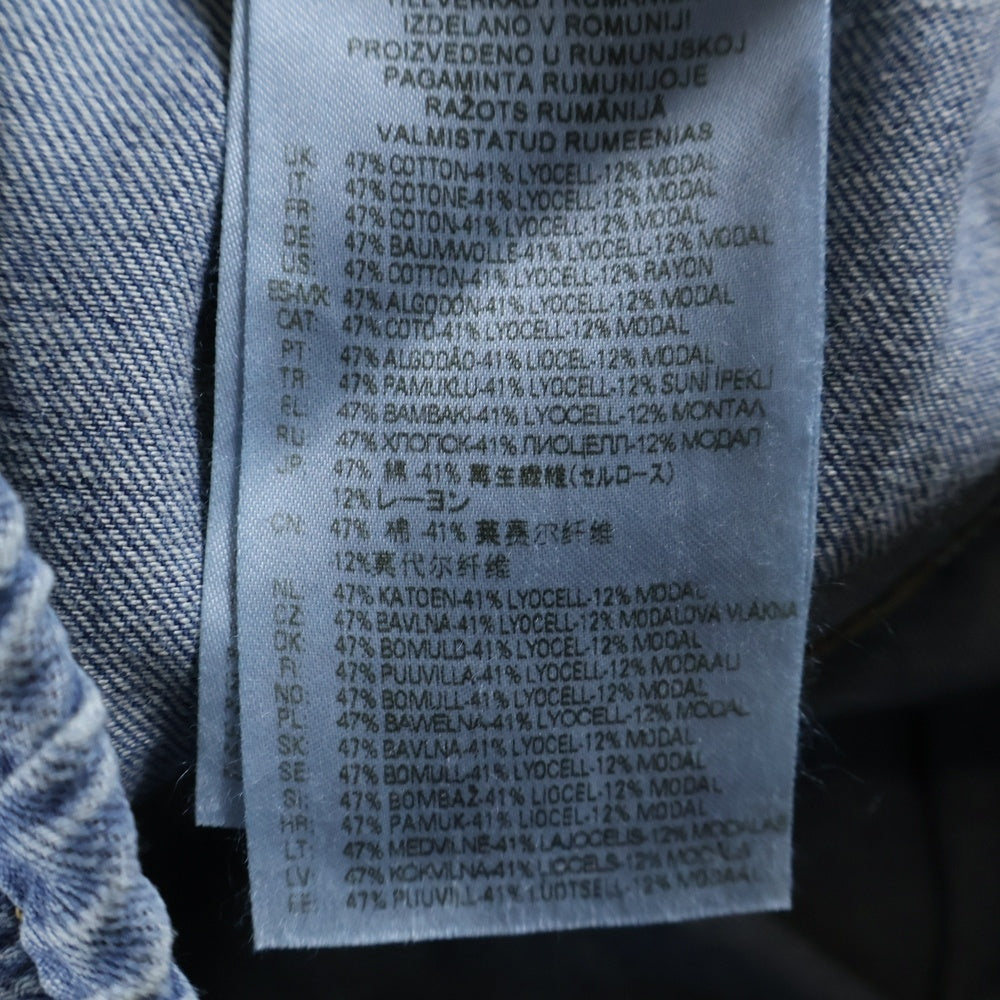 TILLVERKAD I RUMÄNIEN
IZDELANO V ROMUNIJI
PROIZVEDENO U RUMUNJSKOJ
PAGAMINTA RUMUNIJOJE
RAŽOTS RUMĀNIJĀ
VALMISTATUD RUMEENIAS
UK: 47% COTTON-41% LYOCELL-12% MODAL
IT: 47% COTONE-41% LYOCELL-12% MODAL
FR: 47% COTON-41% LYOCELL-12% MODAL
DE: 47% BAUMWOLLE-41% LYOCELL-12% MODAL
US: 47% COTTON-41% LYOCELL-12% RAYON
ES-MX: 47% ALGODÓN-41% LYOCELL-12% MODAL
CAT: 47% COTÓ-41% LYOCELL-12% MODAL
PT: 47% ALGODÃO-41% LIOCEL-12% MODAL
TR: 47% PAMUKLU-41% LYOCELL-12% SUNİ İPEKLİ
EL: 47% ΒΑΜΒΑΚΙ-41% LYOCELL-12% ΜΟΝΤΑΛ
RU: 47% ХЛОПОК-41% ЛИОЦЕЛЛ-12% МОДАЛ
JP: 47% 綿 -41% 再生繊維(セルロース)
12%レーヨン
CN: 47% 棉 -41% 莱赛尔纤维
12%莫代尔纤维
NL: 47% KATOEN-41% LYOCELL-12% MODAL
CZ: 47% BAVLNA-41% LYOCELL-12% MODALOVÁ VLÁKNA
DK: 47% BOMULD-41% LYOCELL-12% MODAL
FI: 47% PUUVILLA-41% LYOCELL-12% MODAALI
NO: 47% BOMULL-41% LYOCELL-12% MODAL
PL: 47% BAWEŁNA-41% LYOCELL-12% MODAL
SK: 47% BAVLNA-41% LYOCELL-12% MODAL
SE: 47% BOMULL-41% LYOCELL-12% MODAL
SI: 47% BOMBAŽ-41% LIOCEL-12% MODAL
HR: 47% PAMUK-41% LIOCEL-12% MODAL
LT: 47% MEDVILNĖ-41% LAJOCELIS-12% MODALAS
LV: 47% KOKVILNA-41% LIOCELS-12% MODĀLS
EE: 47% PUUVILL-41% LÜOTSELL-12% MODAAL